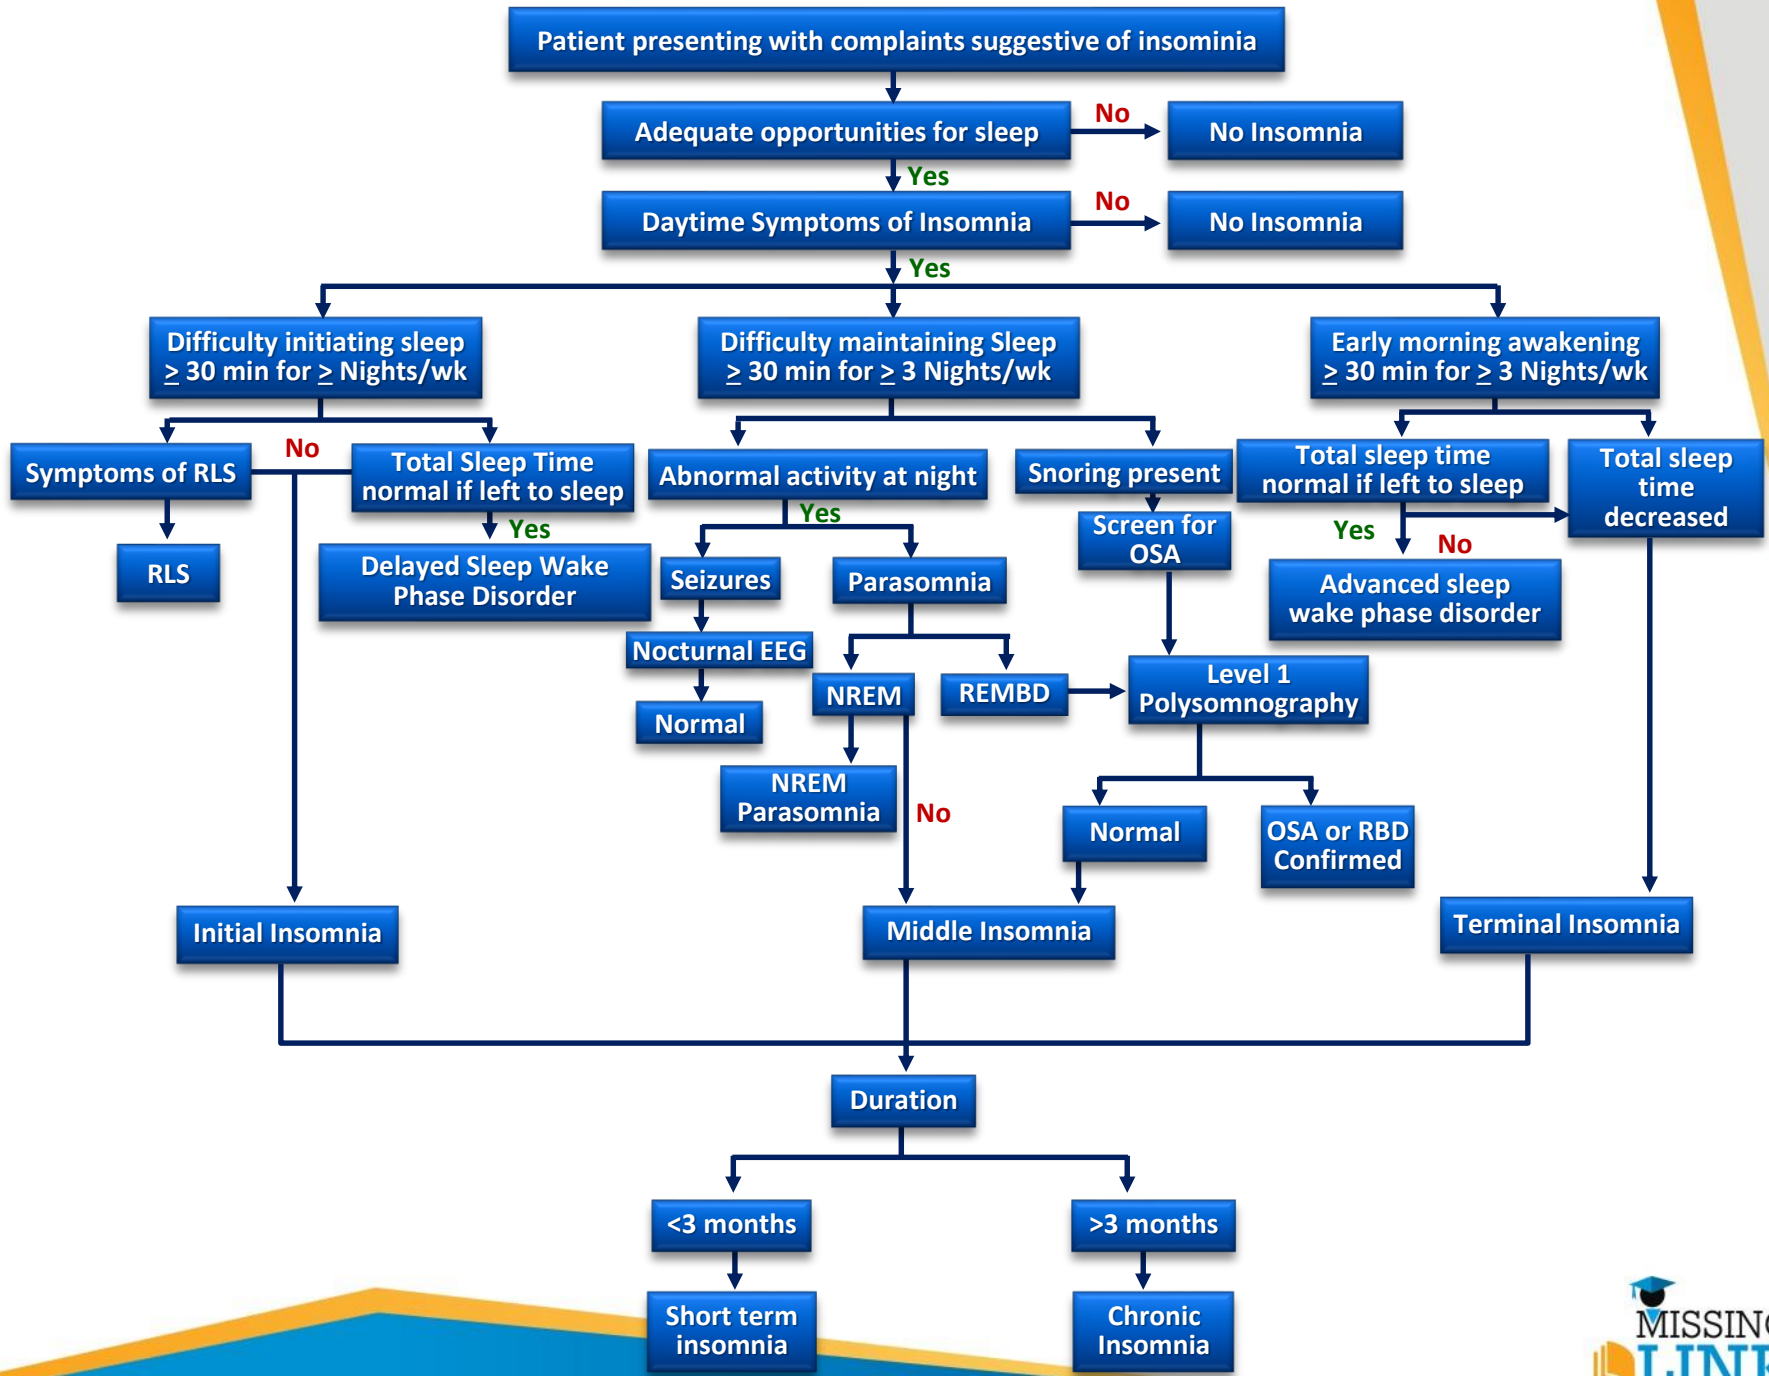 Patient presenting with complaints suggestive of insominia
Adequate opportunities for sleep
No
No Insomnia
Yes
Daytime Symptoms of Insomnia
No
No Insomnia
Yes
Difficulty initiating sleep
≥ 30 min for ≥ Nights/wk
Difficulty maintaining Sleep
≥ 30 min for ≥ 3 Nights/wk
Early morning awakening
≥ 30 min for ≥ 3 Nights/wk
Symptoms of RLS
No
Total Sleep Time
normal if left to sleep
Yes
RLS
Delayed Sleep Wake
Phase Disorder
Abnormal activity at night
Yes
Snoring present
Screen for
OSA
Total sleep time
normal if left to sleep
Total sleep
time
decreased
Yes
No
Advanced sleep
wake phase disorder
Seizures
Parasomnia
Nocturnal EEG
Normal
NREM
REMBD
Level 1
Polysomnography
NREM
Parasomnia
No
Normal
OSA or RBD
Confirmed
Initial Insomnia
Middle Insomnia
Terminal Insomnia
Duration
<3 months
>3 months
Short term
insomnia
Chronic
Insomnia
MISSING
LINK